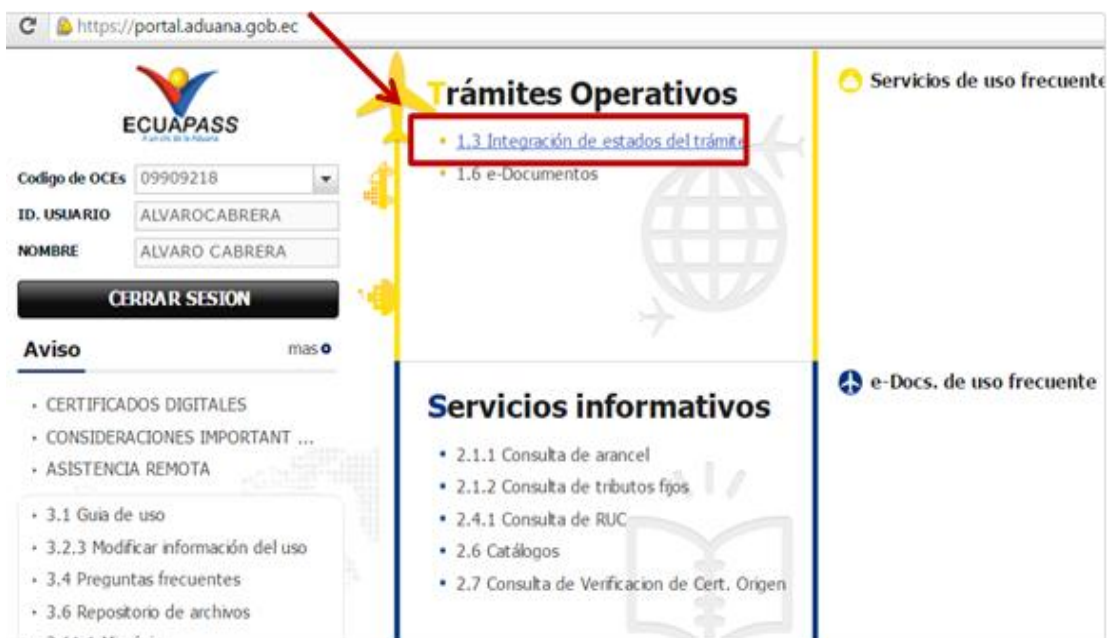 https://portal.aduana.gob.ec
ECUAPASS
Codigo de OCEs 09909218
ID. USUARIO ALVAROCABRERA
NOMBRE ALVARO CABRERA
CERRAR SESION
Aviso mas
CERTIFICADOS DIGITALES
CONSIDERACIONES IMPORTANT ...
ASISTENCIA REMOTA
3.1 Guia de uso
3.2.3 Modificar información del uso
3.4 Preguntas frecuentes
3.6 Repositorio de archivos
Trámites Operativos
1.3 Integración de estados del trámite
1.6 e-Documentos
Servicios informativos
2.1.1 Consulta de arancel
2.1.2 Consulta de tributos fijos
2.4.1 Consulta de RUC
2.6 Catálogos
2.7 Consulta de Verificacion de Cert. Origen
Servicios de uso frecuente
e-Docs. de uso frecuente